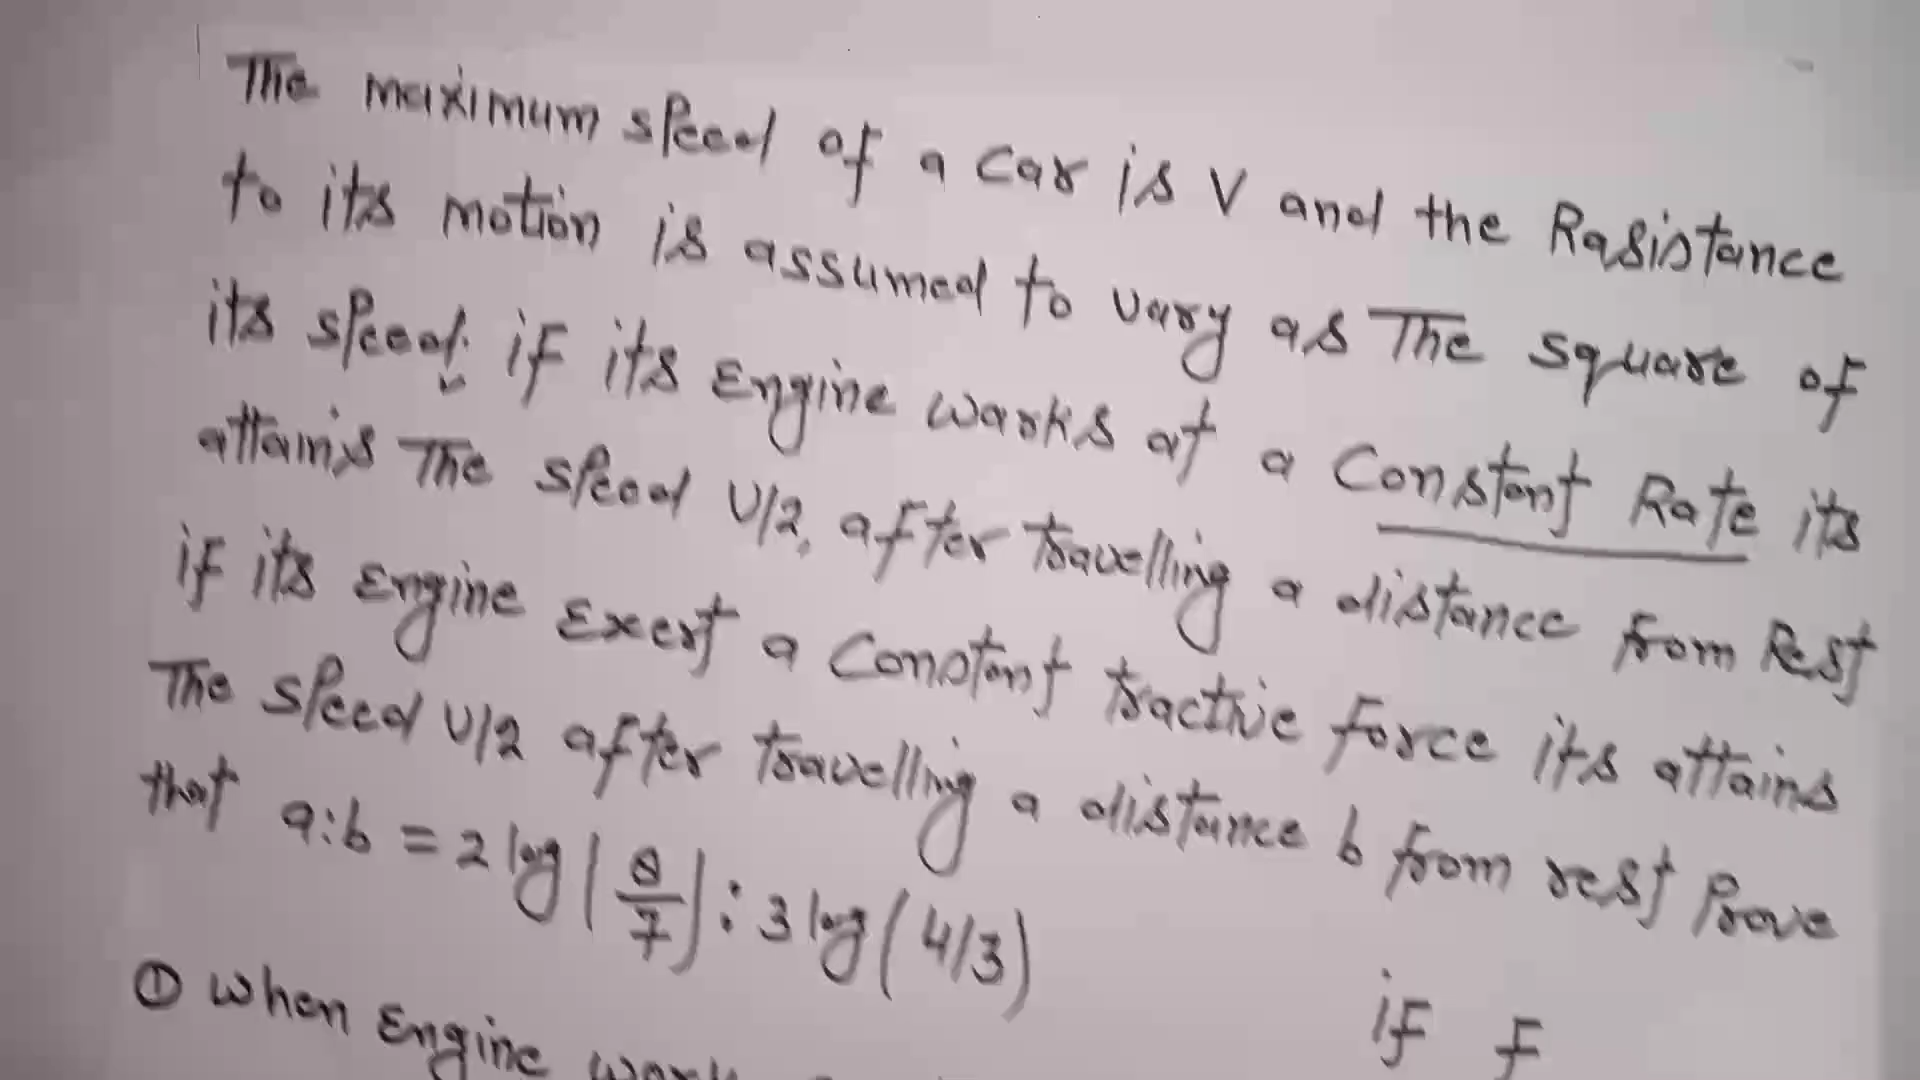 The maximum speed of a car is V and the Rasistance
to its motion is assumed to vary as The square of
its speed. if its Engine works at a Constant Rate its
attains The speed U/2, after travelling a distance from Rest
if its Engine Exert a Constant tractive force its attains
The speed U/2 after travelling a distance b from rest Prove
that a:b = 2 log (8/7) : 3 log (4/3)
① when Engine work
if F